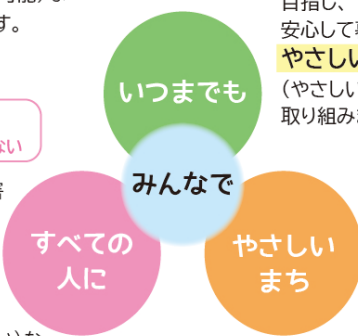 す。
目指し、
安心して
やさしい
(やさしい
取り組み
ない
いつまでも
みんなで
すべての
人に
やさしい
まち